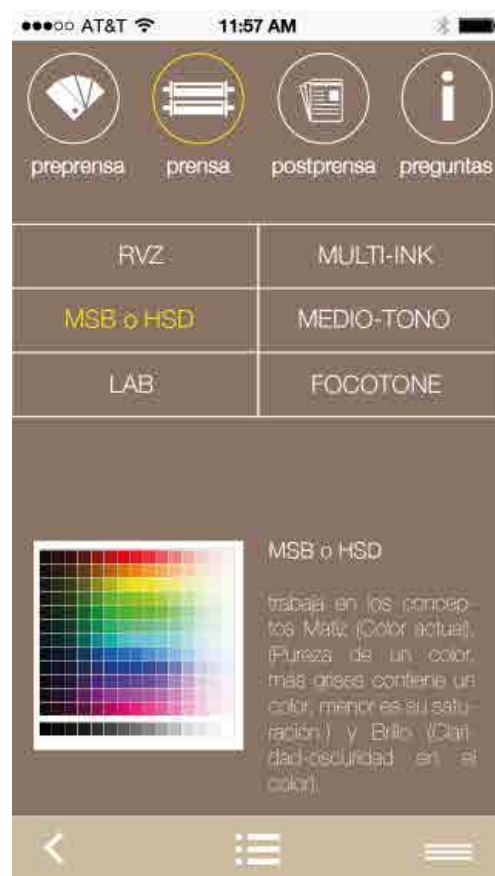 AT&T 11:57 AM
preprensa prensa postprensa preguntas
RVZ MULTI-INK
MSB o HSD MEDIO-TONO
LAB FOCOTONE
MSB o HSD
trabaja en los concep-
tos Matiz (Color actual),
(Pureza de un color,
mas grises contiene un
color, menor es su satu-
ración.) y Brillo (Clari-
dad-oscuridad en el
color).